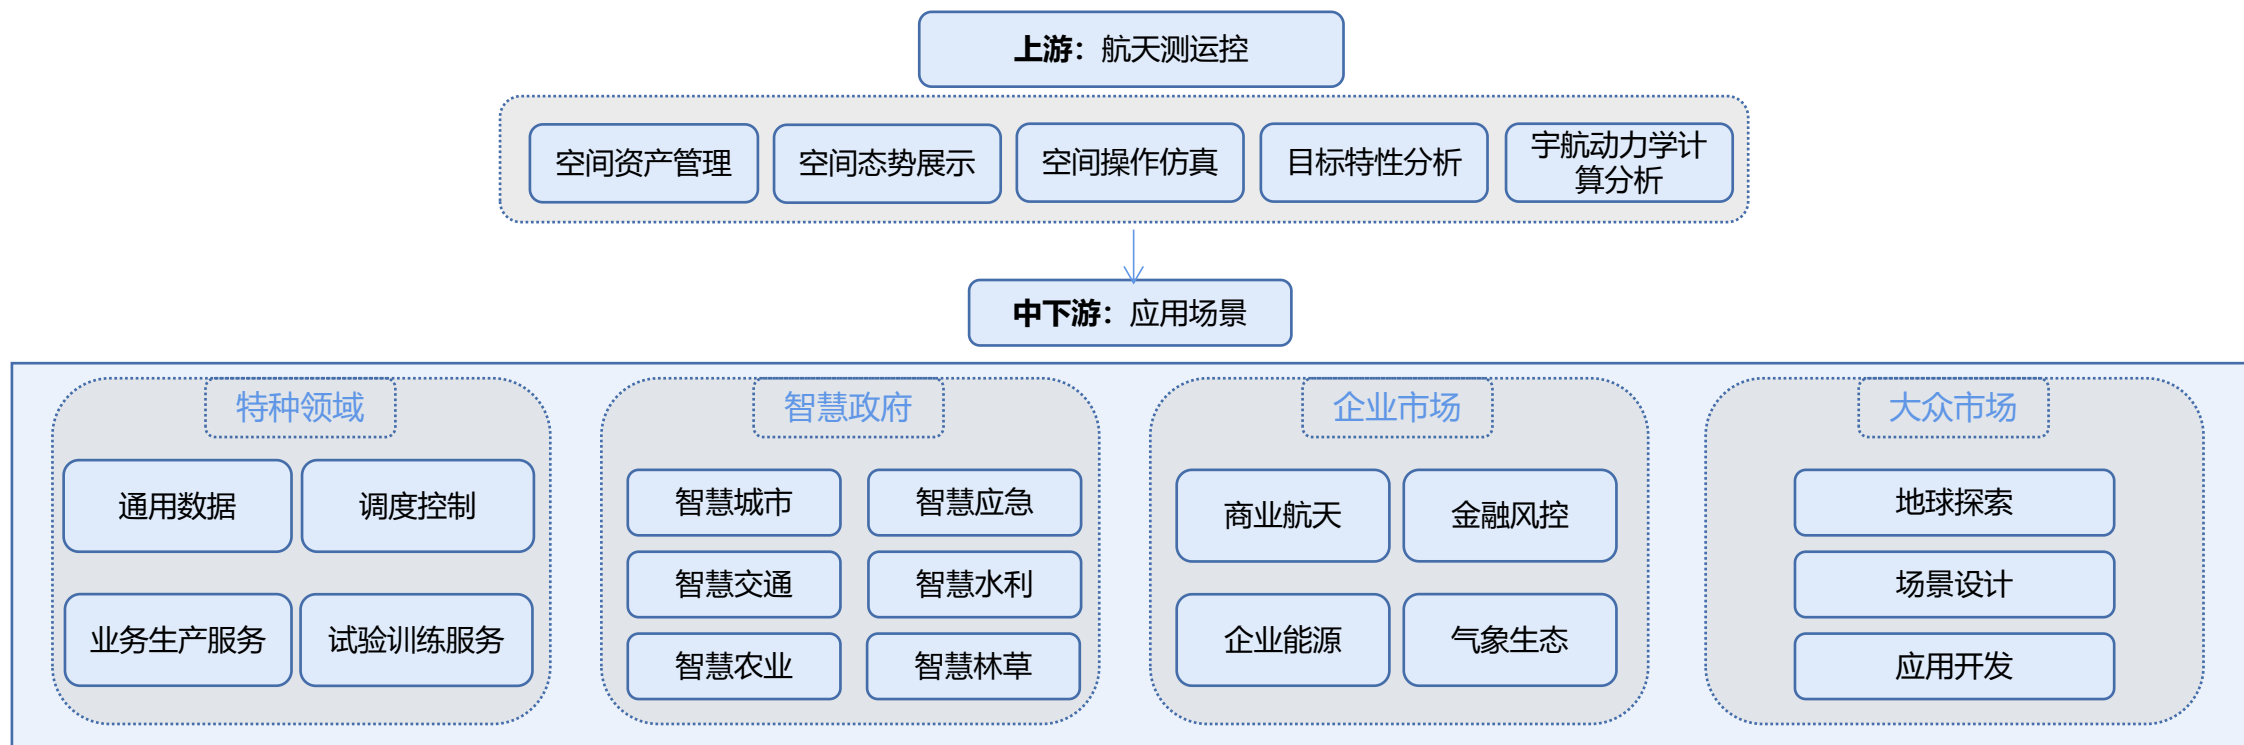 上游：航天测运控
空间资产管理
空间态势展示
空间操作仿真
目标特性分析
宇航动力学计
算分析
中下游：应用场景
特种领域
通用数据
调度控制
业务生产服务
试验训练服务
智慧政府
智慧城市
智慧应急
智慧交通
智慧水利
智慧农业
智慧林草
企业市场
商业航天
金融风控
企业能源
气象生态
大众市场
地球探索
场景设计
应用开发